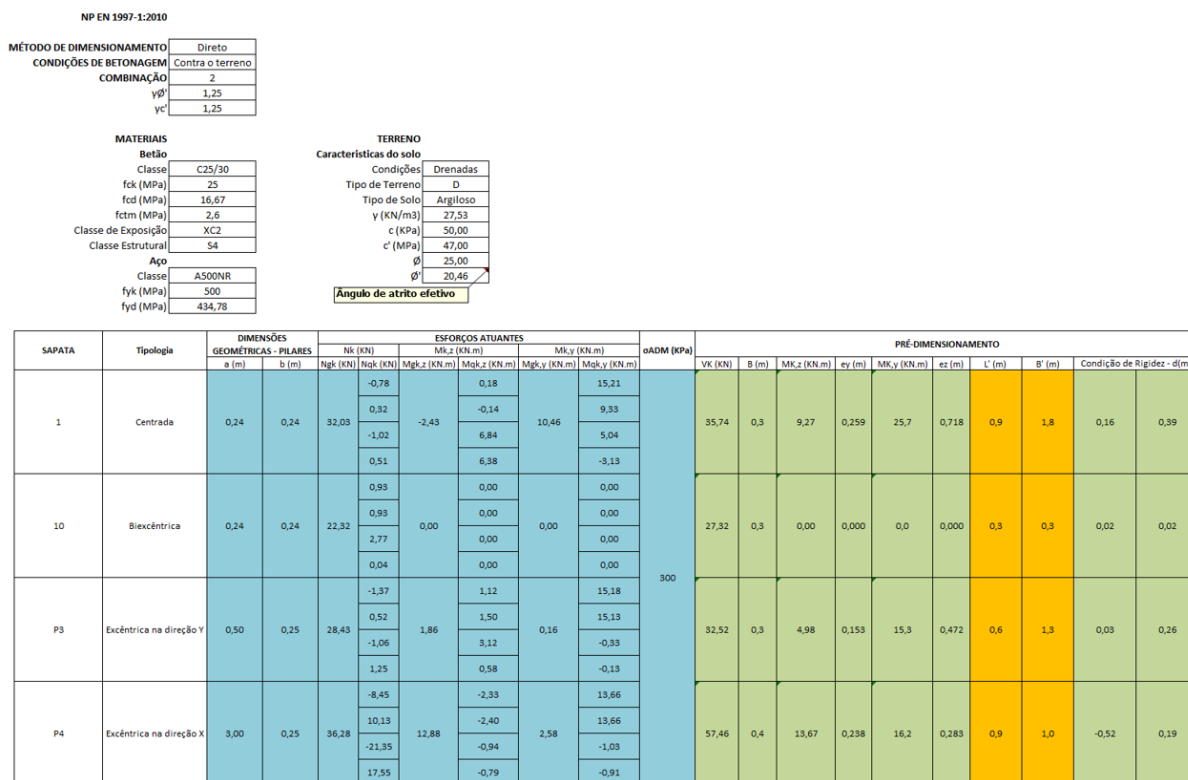 NP EN 1997-1:2010
MÉTODO DE DIMENSIONAMENTO Direto
CONDIÇÕES DE BETONAGEM Contra o terreno
COMBINAÇÃO 2
γØ' 1,25
γc' 1,25
MATERIAIS TERRENO
Betão Caracteristicas do solo
Classe C25/30 Condições Drenadas
fck (MPa) 25 Tipo de Terreno D
fcd (MPa) 16,67 Tipo de Solo Argiloso
fctm (MPa) 2,6 γ (KN/m3) 27,53
Classe de Exposição XC2 c (KPa) 50,00
Classe Estrutural S4 c' (MPa) 47,00
Aço Ø 25,00
Classe A500NR Ø' 20,46
fyk (MPa) 500 Ângulo de atrito efetivo
fyd (MPa) 434,78
SAPATA Tipologia DIMENSÕES GEOMÉTRICAS - PILARES ESFORÇOS ATUANTES σADM (KPa) PRÉ-DIMENSIONAMENTO
Nk (KN) Mk,z (KN.m) Mk,y (KN.m)
a (m) b (m) Ngk (KN) Nqk (KN) Mgk,z (KN.m) Mqk,z (KN.m) Mgk,y (KN.m) Mqk,y (KN.m) VK (KN) B (m) MK,z (KN.m) ey (m) MK,y (KN.m) ez (m) L' (m) B' (m) Condição de Rigidez - d(m
-0,78 0,18 15,21
0,32 -0,14 9,33
1 Centrada 0,24 0,24 32,03 -2,43 10,46 35,74 0,3 9,27 0,259 25,7 0,718 0,9 1,8 0,16 0,39
-1,02 6,84 5,04
0,51 6,38 -3,13
0,93 0,00 0,00
0,93 0,00 0,00
10 Biexcêntrica 0,24 0,24 22,32 0,00 0,00 27,32 0,3 0,00 0,000 0,0 0,000 0,3 0,3 0,02 0,02
2,77 0,00 0,00
0,04 0,00 0,00
300
-1,37 1,12 15,18
0,52 1,50 15,13
P3 Excêntrica na direção Y 0,50 0,25 28,43 1,86 0,16 32,52 0,3 4,98 0,153 15,3 0,472 0,6 1,3 0,03 0,26
-1,06 3,12 -0,33
1,25 0,58 -0,13
-8,45 -2,33 13,66
10,13 -2,40 13,66
P4 Excêntrica na direção X 3,00 0,25 36,28 12,88 2,58 57,46 0,4 13,67 0,238 16,2 0,283 0,9 1,0 -0,52 0,19
-21,35 -0,94 -1,03
17,55 -0,79 -0,91